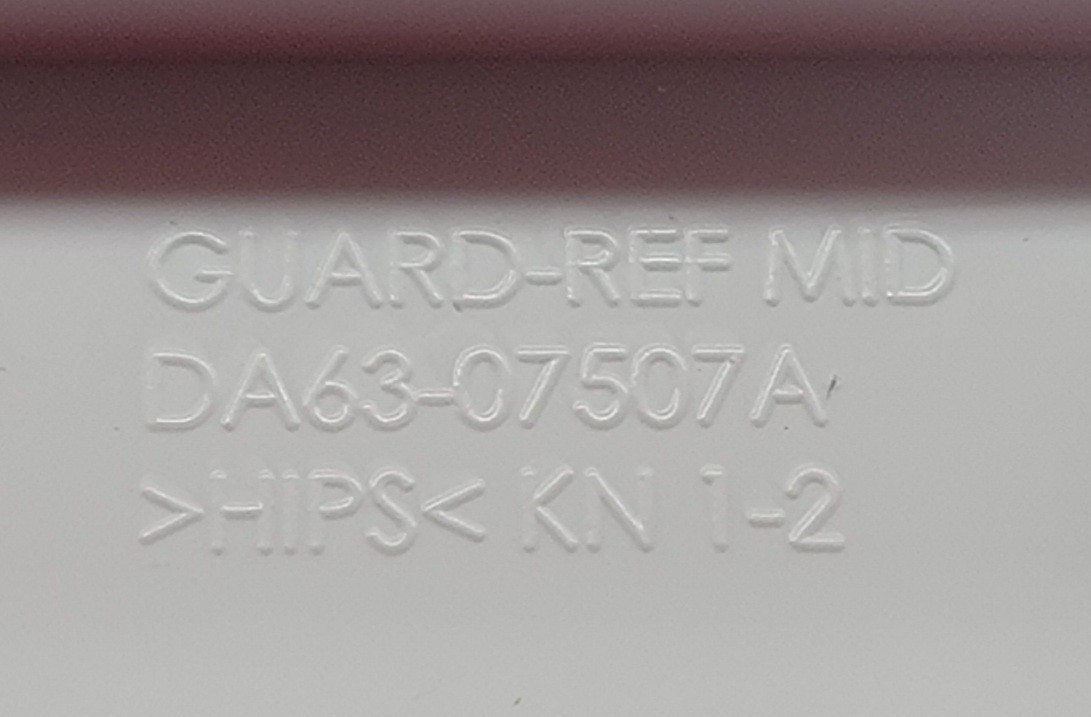 GUARD-REF MID
DA63-07507A
>HIPS< KN 1-2